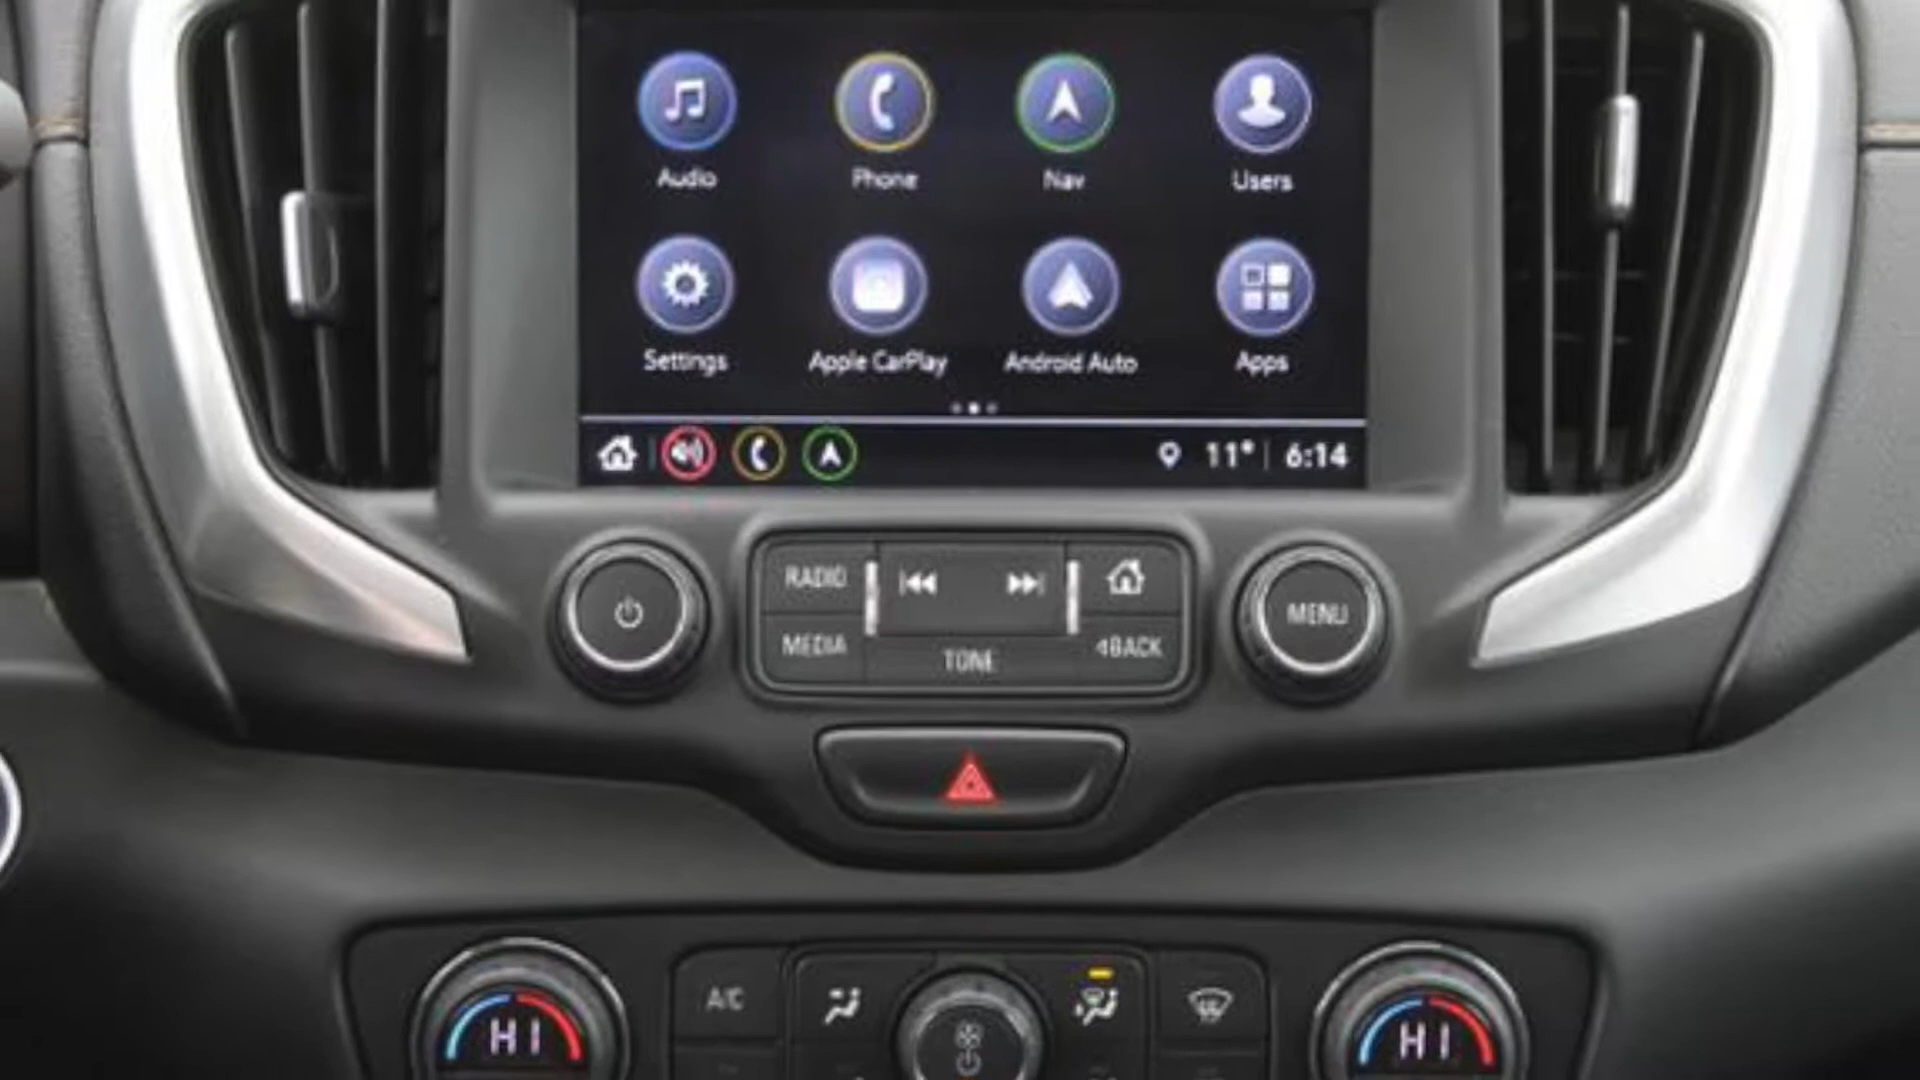 Audio Phone Nav Users
Settings Apple CarPlay Android Auto Apps
11° 6:14
RADIO
MENU
MEDIA
◃BACK
TONE
A/C
HI
HI